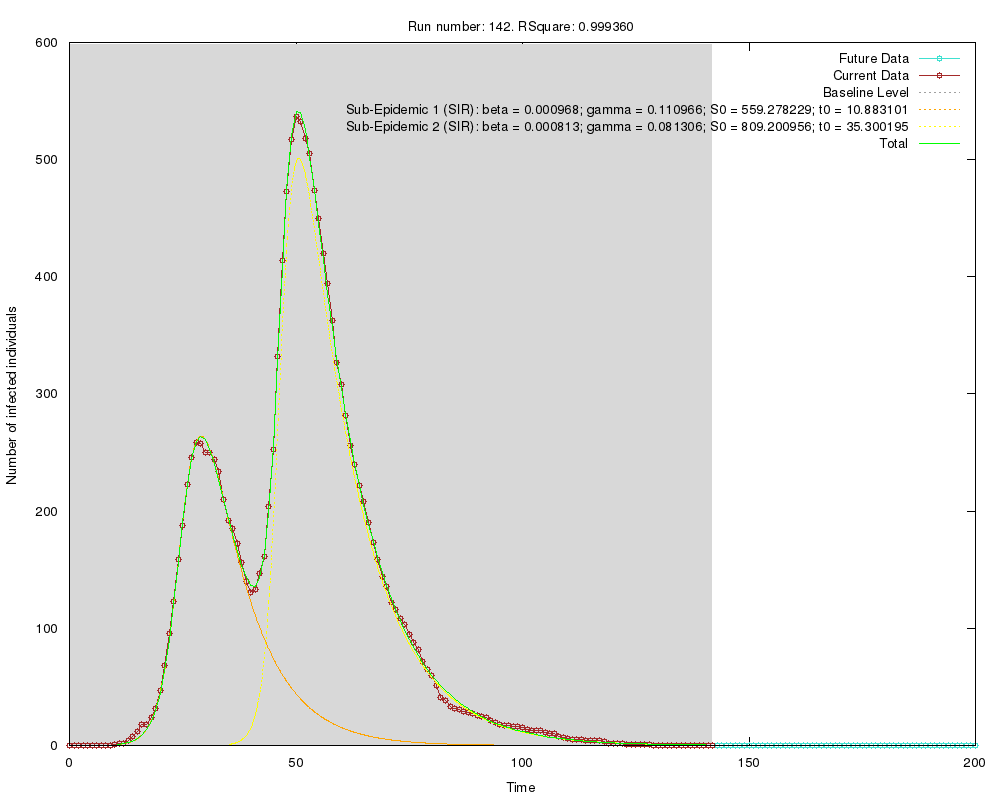 Run number: 142. RSquare: 0.999360
600
500
400
300
200
100
0
Number of infected individuals
Future Data
Current Data
Baseline Level
Sub-Epidemic 1 (SIR): beta = 0.000968; gamma = 0.110966; S0 = 559.278229; t0 = 10.883101
Sub-Epidemic 2 (SIR): beta = 0.000813; gamma = 0.081306; S0 = 809.200956; t0 = 35.300195
Total
0 50 100 150 200
Time